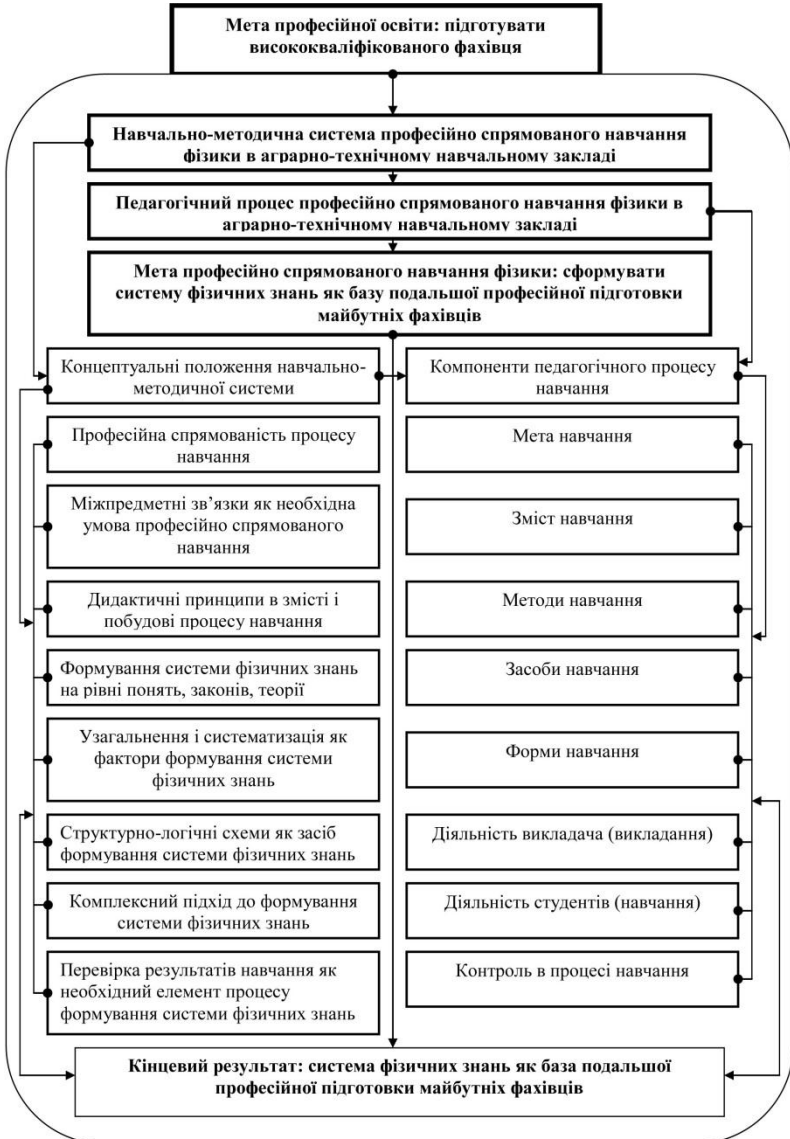 Мета професійної освіти: підготувати
висококваліфікованого фахівця
Навчально-методична система професійно спрямованого навчання
фізики в аграрно-технічному навчальному закладі
Педагогічний процес професійно спрямованого навчання фізики в
аграрно-технічному навчальному закладі
Мета професійно спрямованого навчання фізики: сформувати
систему фізичних знань як базу подальшої професійної підготовки
майбутніх фахівців
Концептуальні положення навчально-
методичної системи
Професійна спрямованість процесу
навчання
Міжпредметні зв’язки як необхідна
умова професійно спрямованого
навчання
Дидактичні принципи в змісті і
побудові процесу навчання
Формування системи фізичних знань
на рівні понять, законів, теорії
Узагальнення і систематизація як
фактори формування системи
фізичних знань
Структурно-логічні схеми як засіб
формування системи фізичних знань
Комплексний підхід до формування
системи фізичних знань
Перевірка результатів навчання як
необхідний елемент процесу
формування системи фізичних знань
Компоненти педагогічного процесу
навчання
Мета навчання
Зміст навчання
Методи навчання
Засоби навчання
Форми навчання
Діяльність викладача (викладання)
Діяльність студентів (навчання)
Контроль в процесі навчання
Кінцевий результат: система фізичних знань як база подальшої
професійної підготовки майбутніх фахівців